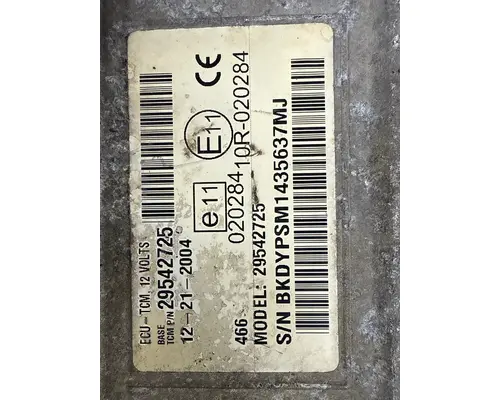 ECU-TCM, 12 VOLTS
BASE TCM P/N 29542725
12-21-2004
e11 E11 CE
020284 10R-020284
466
MODEL: 29542725
S/N BKDYPSM1435637MJ